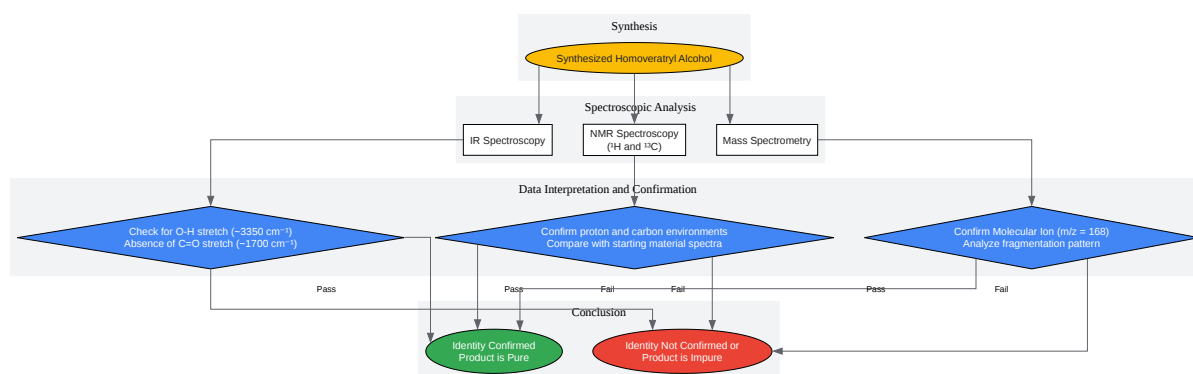 Synthesis
Synthesized Homoveratryl Alcohol
Spectroscopic Analysis
IR Spectroscopy
NMR Spectroscopy
(¹H and ¹³C)
Mass Spectrometry
Data Interpretation and Confirmation
Check for O-H stretch (~3350 cm⁻¹)
Absence of C=O stretch (~1700 cm⁻¹)
Confirm proton and carbon environments
Compare with starting material spectra
Confirm Molecular Ion (m/z = 168)
Analyze fragmentation pattern
Pass
Pass
Fail
Fail
Pass
Fail
Conclusion
Identity Confirmed
Product is Pure
Identity Not Confirmed or
Product is Impure